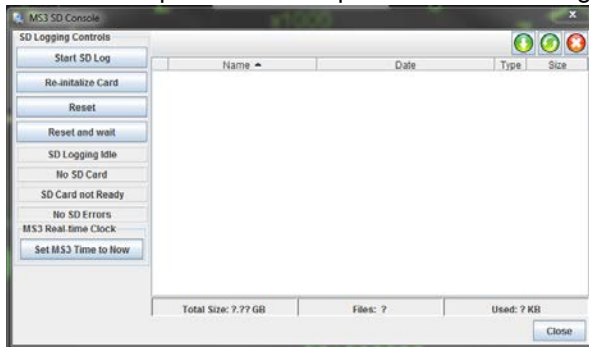 MS3 SD Console
SD Logging Controls
Start SD Log
Re-initalize Card
Reset
Reset and wait
SD Logging Idle
No SD Card
SD Card not Ready
No SD Errors
MS3 Real-time Clock
Set MS3 Time to Now
Name Date Type Size
Total Size: ?.?? GB Files: ? Used: ? KB
Close